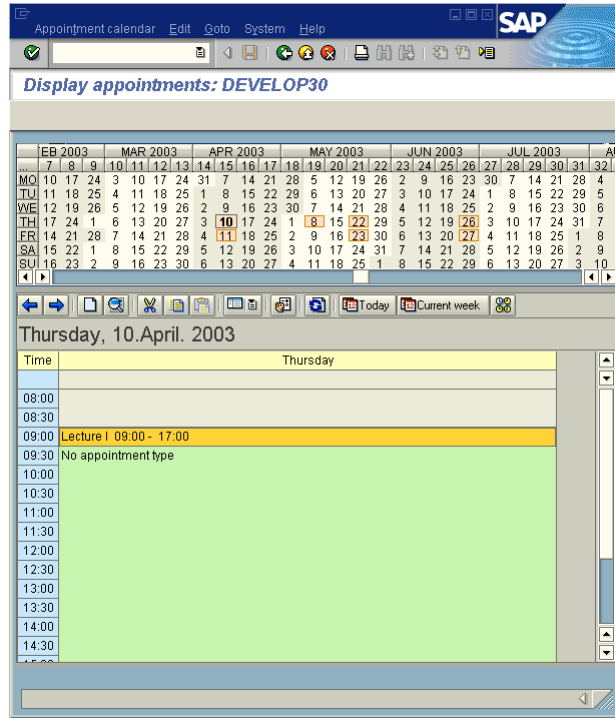 Appointment calendar Edit Goto System Help
SAP
Display appointments: DEVELOP30
EB 2003 MAR 2003 APR 2003 MAY 2003 JUN 2003 JUL 2003 A
... 7 8 9 10 11 12 13 14 15 16 17 18 19 20 21 22 23 24 25 26 27 28 29 30 31 32
MO 10 17 24 3 10 17 24 31 7 14 21 28 5 12 19 26 2 9 16 23 30 7 14 21 28 4
TU 11 18 25 4 11 18 25 1 8 15 22 29 6 13 20 27 3 10 17 24 1 8 15 22 29 5
WE 12 19 26 5 12 19 26 2 9 16 23 30 7 14 21 28 4 11 18 25 2 9 16 23 30 6
TH 17 24 1 6 13 20 27 3 10 17 24 1 8 15 22 29 5 12 19 26 3 10 17 24 31 7
FR 14 21 28 7 14 21 28 4 11 18 25 2 9 16 23 30 6 13 20 27 4 11 18 25 1 8
SA 15 22 1 8 15 22 29 5 12 19 26 3 10 17 24 31 7 14 21 28 5 12 19 26 2 9
SU 16 23 2 9 16 23 30 6 13 20 27 4 11 18 25 1 8 15 22 29 6 13 20 27 3 10
Today Current week
Thursday, 10.April. 2003
Time Thursday
08:00
08:30
09:00 Lecture I 09:00 - 17:00
09:30 No appointment type
10:00
10:30
11:00
11:30
12:00
12:30
13:00
13:30
14:00
14:30